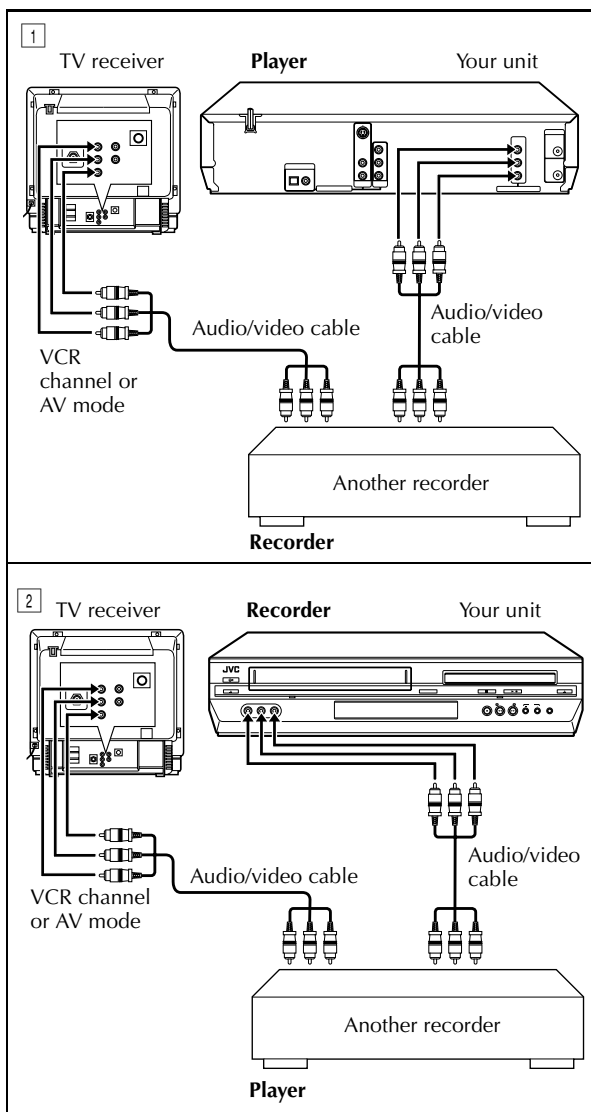 1
TV receiver
Player
Your unit
Audio/video cable
Audio/video
cable
VCR
channel or
AV mode
Another recorder
Recorder
2
TV receiver
Recorder
Your unit
JVC
Audio/video cable
Audio/video
cable
VCR channel
or AV mode
Another recorder
Player